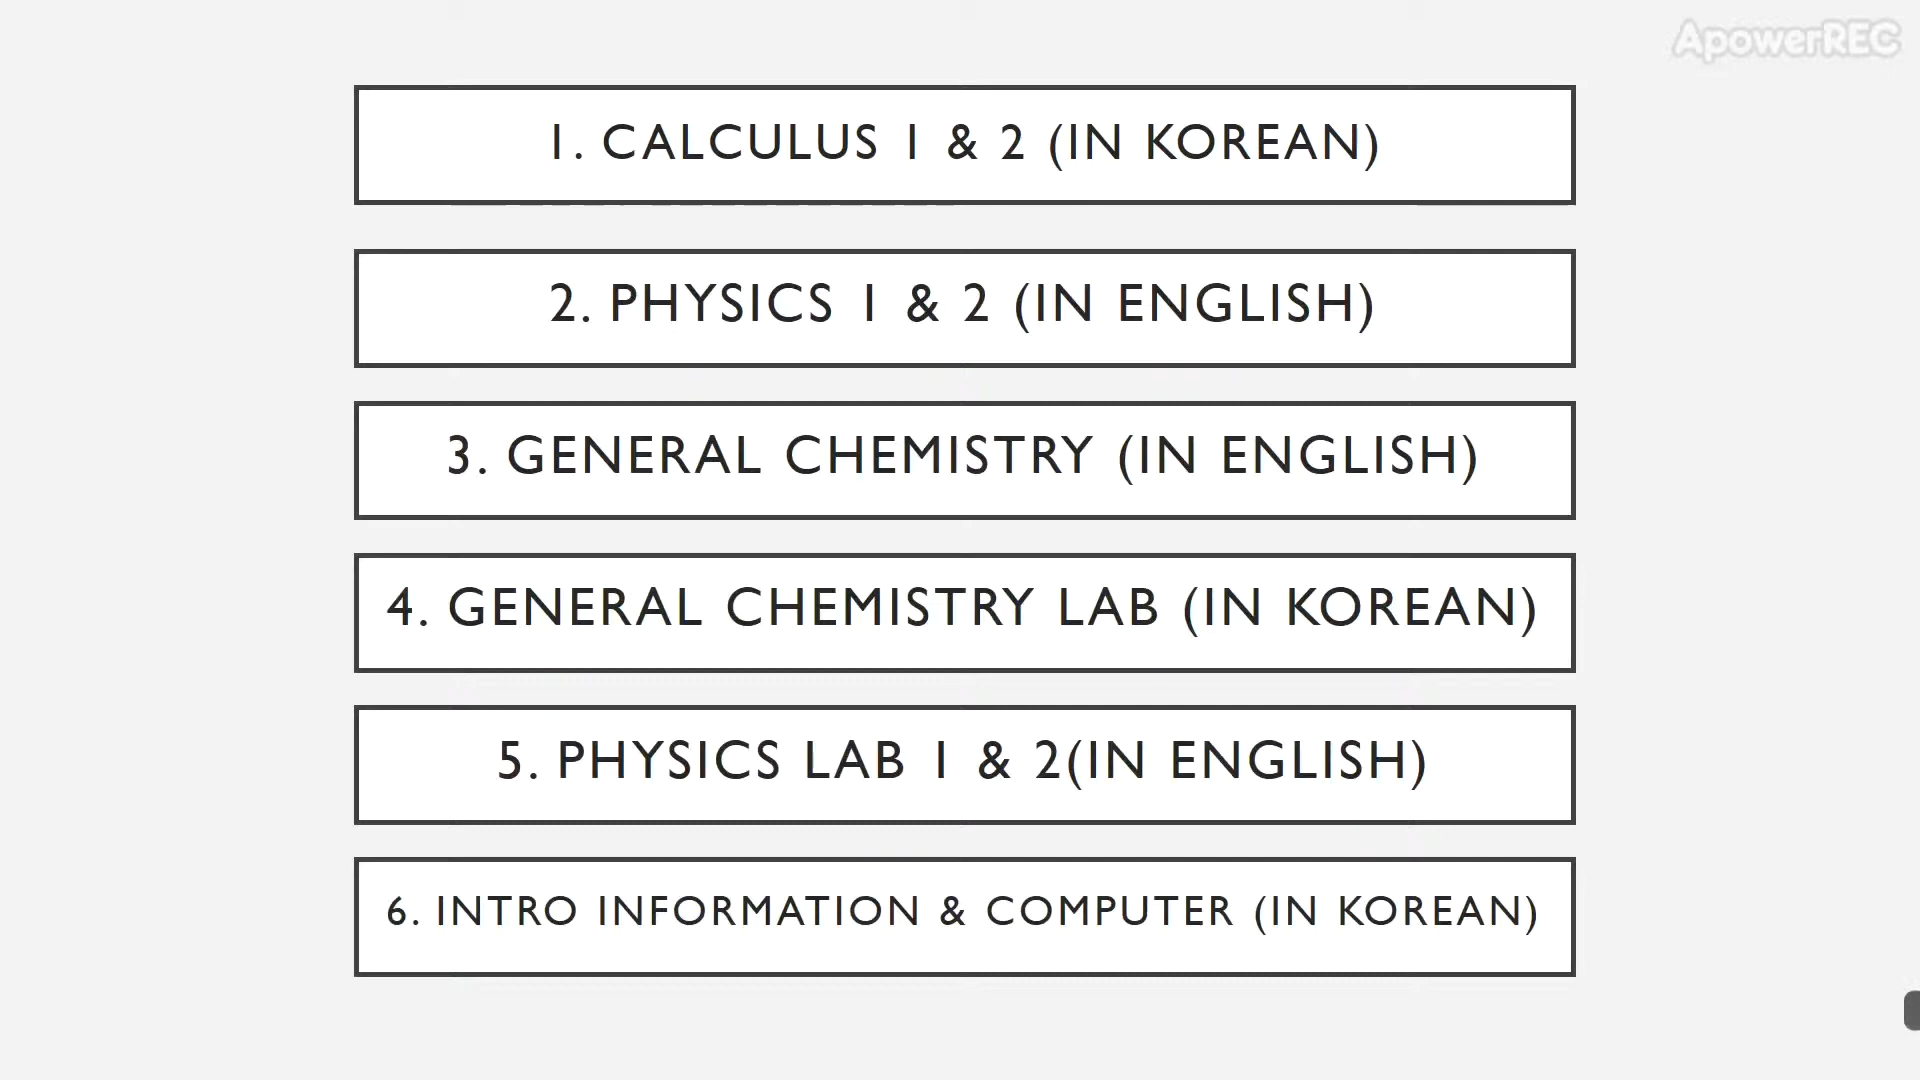 ApowerREC
1. CALCULUS 1 & 2 (IN KOREAN)
2. PHYSICS 1 & 2 (IN ENGLISH)
3. GENERAL CHEMISTRY (IN ENGLISH)
4. GENERAL CHEMISTRY LAB (IN KOREAN)
5. PHYSICS LAB 1 & 2(IN ENGLISH)
6. INTRO INFORMATION & COMPUTER (IN KOREAN)